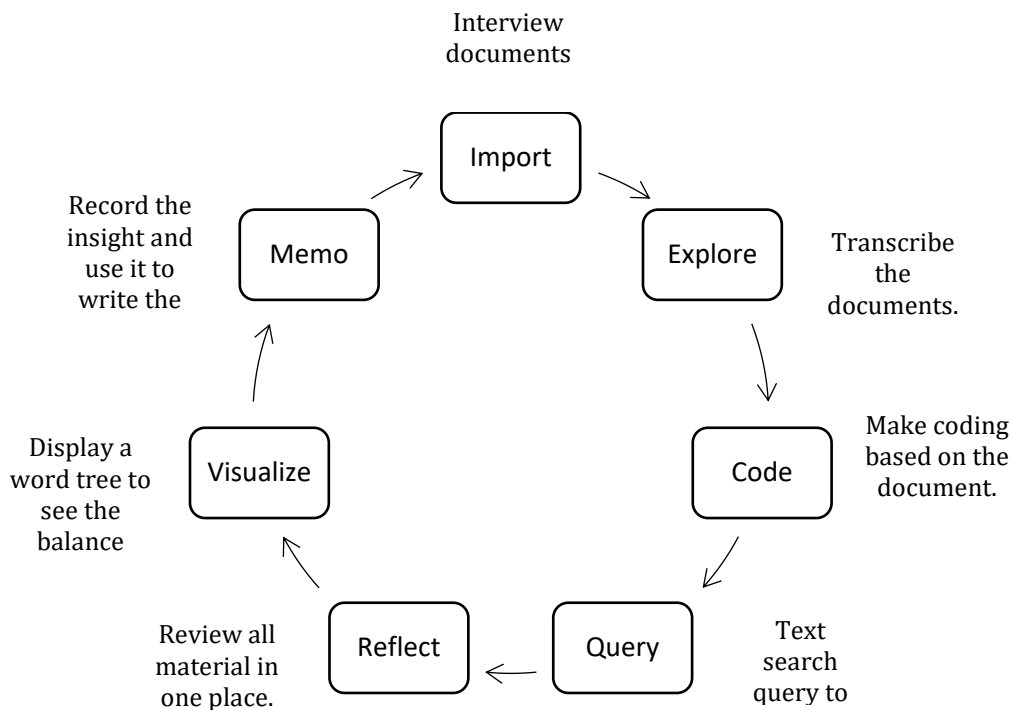 Interview
documents
Import
Explore
Transcribe
the
documents.
Code
Make coding
based on the
document.
Query
Text
search
query to
Reflect
Review all
material in
one place.
Visualize
Display a
word tree to
see the
balance
Memo
Record the
insight and
use it to
write the